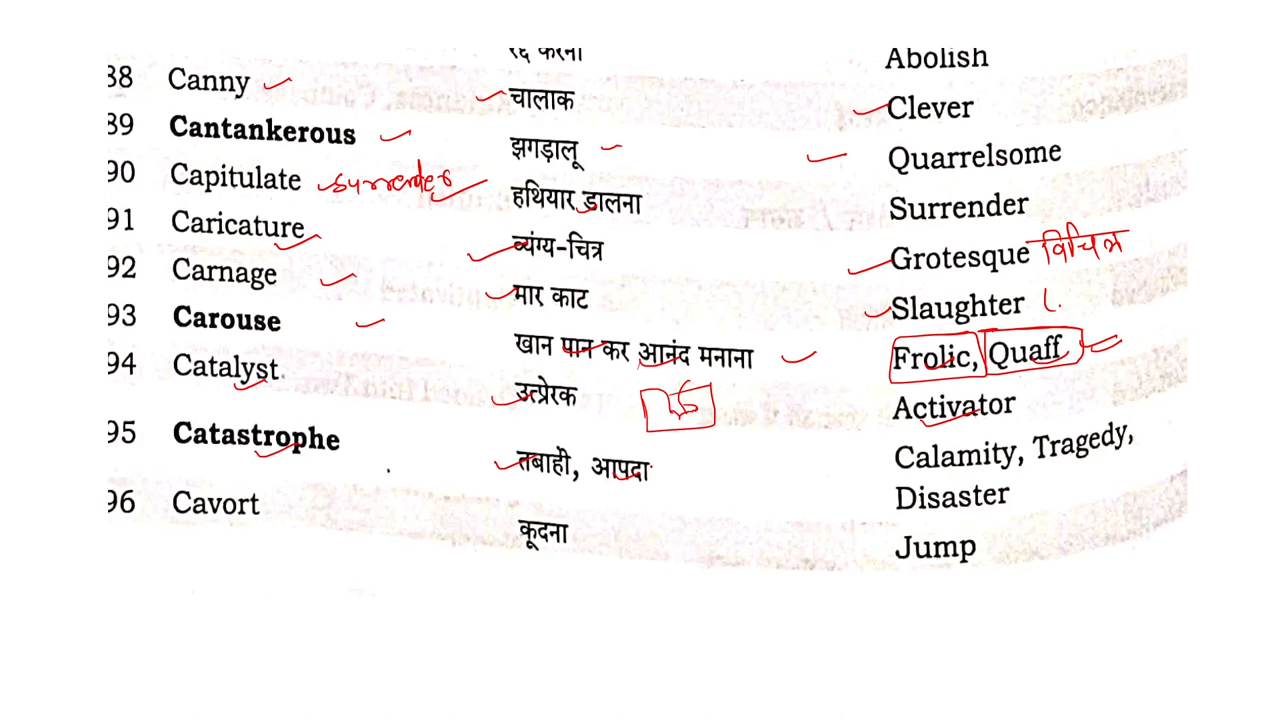 रद्द करना Abolish
38 Canny चालाक Clever
39 Cantankerous झगड़ालू Quarrelsome
90 Capitulate surrender हथियार डालना Surrender
91 Caricature व्यंग्य-चित्र Grotesque विचित्र
92 Carnage मार काट Slaughter
93 Carouse खान पान कर आनंद मनाना Frolic, Quaff
94 Catalyst उत्प्रेरक Activator
95 Catastrophe तबाही, आपदा Calamity, Tragedy,
Disaster
96 Cavort कूदना Jump